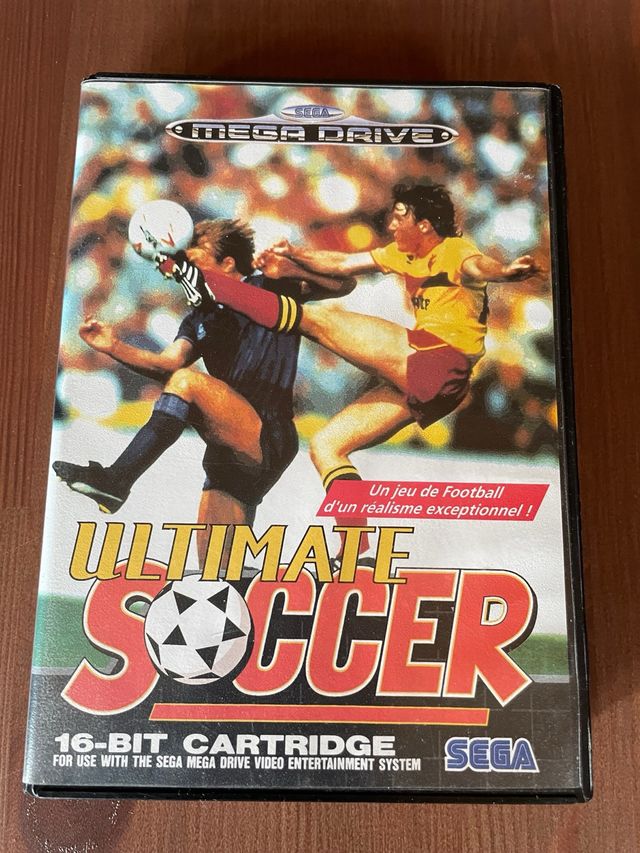 SEGA
MEGA DRIVE
Un jeu de Football
d'un réalisme exceptionnel !
ULTIMATE
SOCCER
16-BIT CARTRIDGE
FOR USE WITH THE SEGA MEGA DRIVE VIDEO ENTERTAINMENT SYSTEM
SEGA